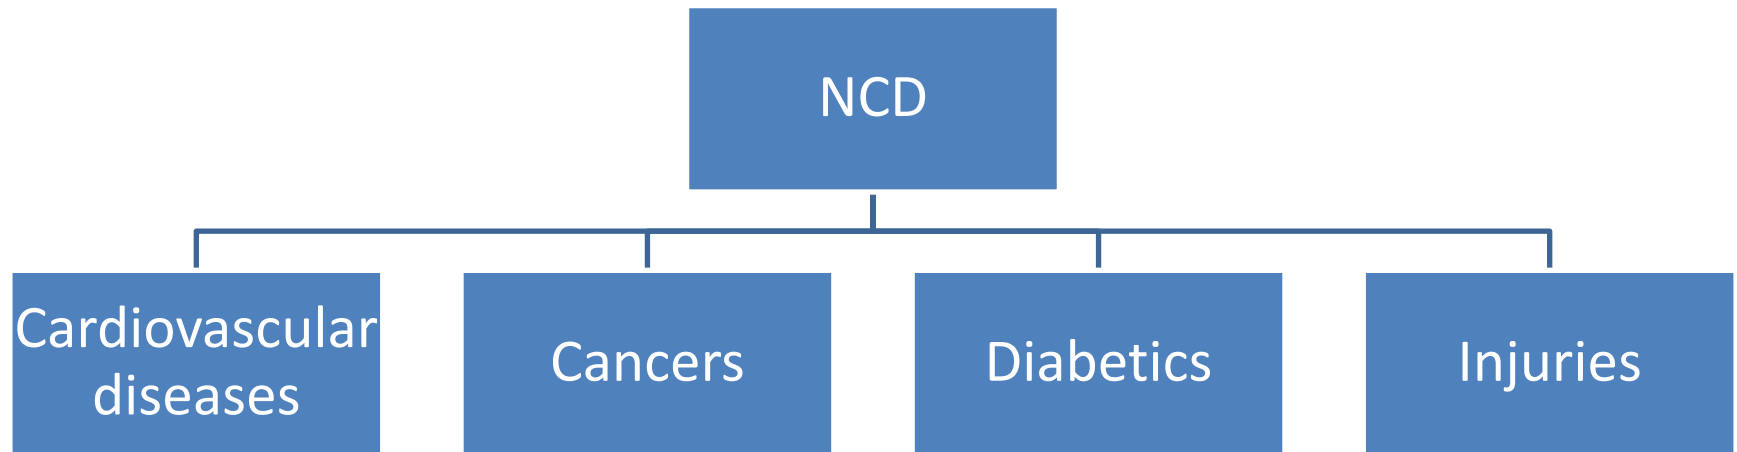 NCD
Cardiovascular
diseases
Cancers
Diabetics
Injuries